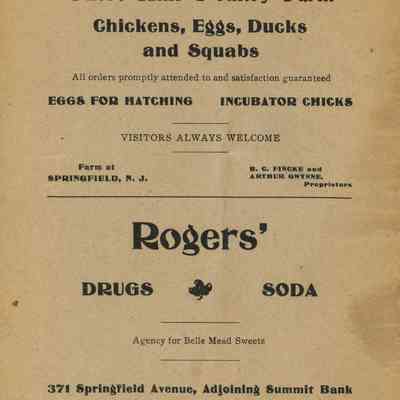 Chickens, Eggs, Ducks
and Squabs
All orders promptly attended to and satisfaction guaranteed
EGGS FOR HATCHING INCUBATOR CHICKS
VISITORS ALWAYS WELCOME
Farm at
SPRINGFIELD, N. J.
H. C. FINCKE and
ARTHUR GWYNNE,
Proprietors
Rogers'
DRUGS SODA
Agency for Belle Mead Sweets
371 Springfield Avenue, Adjoining Summit Bank